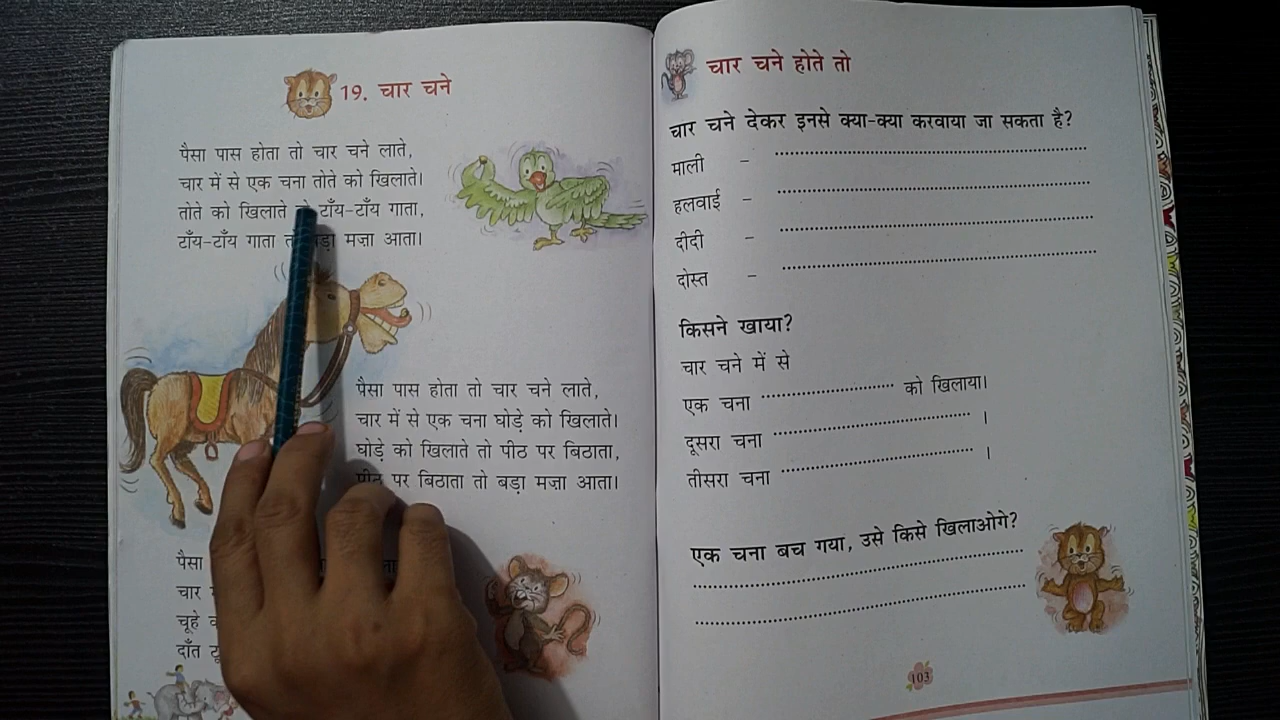 19. चार चने
पैसा पास होता तो चार चने लाते,
चार में से एक चना तोते को खिलाते।
तोते को खिलाते टाँय-टाँय गाता,
टाँय-टाँय गाता मज़ा आता।
पैसा पास होता तो चार चने लाते,
चार में से एक चना घोड़े को खिलाते।
घोड़े को खिलाते तो पीठ पर बिठाता,
पीठ पर बिठाता तो बड़ा मज़ा आता।
पैसा
चार
चूहे
दाँत
चार चने होते तो
चार चने देकर इनसे क्या-क्या करवाया जा सकता है?
माली –
हलवाई –
दीदी –
दोस्त –
किसने खाया?
चार चने में से
एक चना .................... को खिलाया।
दूसरा चना .................... ।
तीसरा चना .................... ।
एक चना बच गया, उसे किसे खिलाओगे?
103